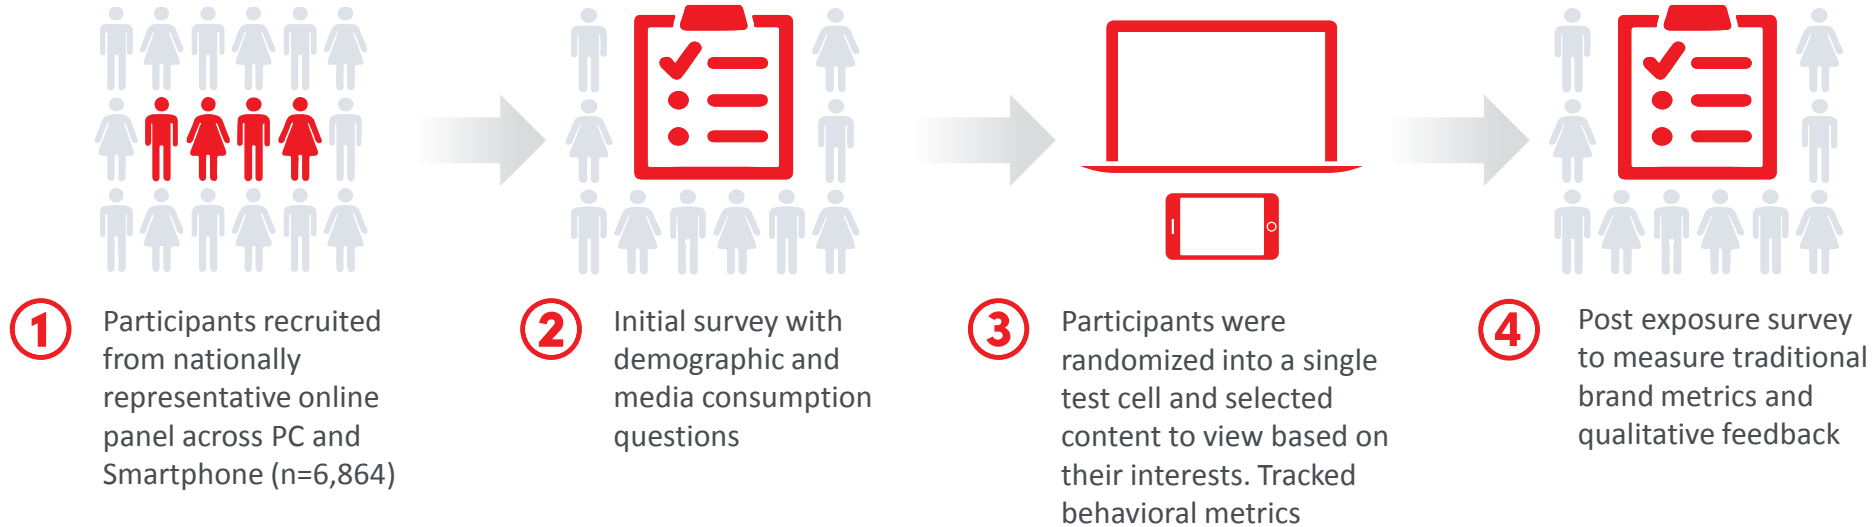 1
Participants recruited
from nationally
representative online
panel across PC and
Smartphone (n=6,864)
2
Initial survey with
demographic and
media consumption
questions
3
Participants were
randomized into a single
test cell and selected
content to view based on
their interests. Tracked
behavioral metrics
4
Post exposure survey
to measure traditional
brand metrics and
qualitative feedback